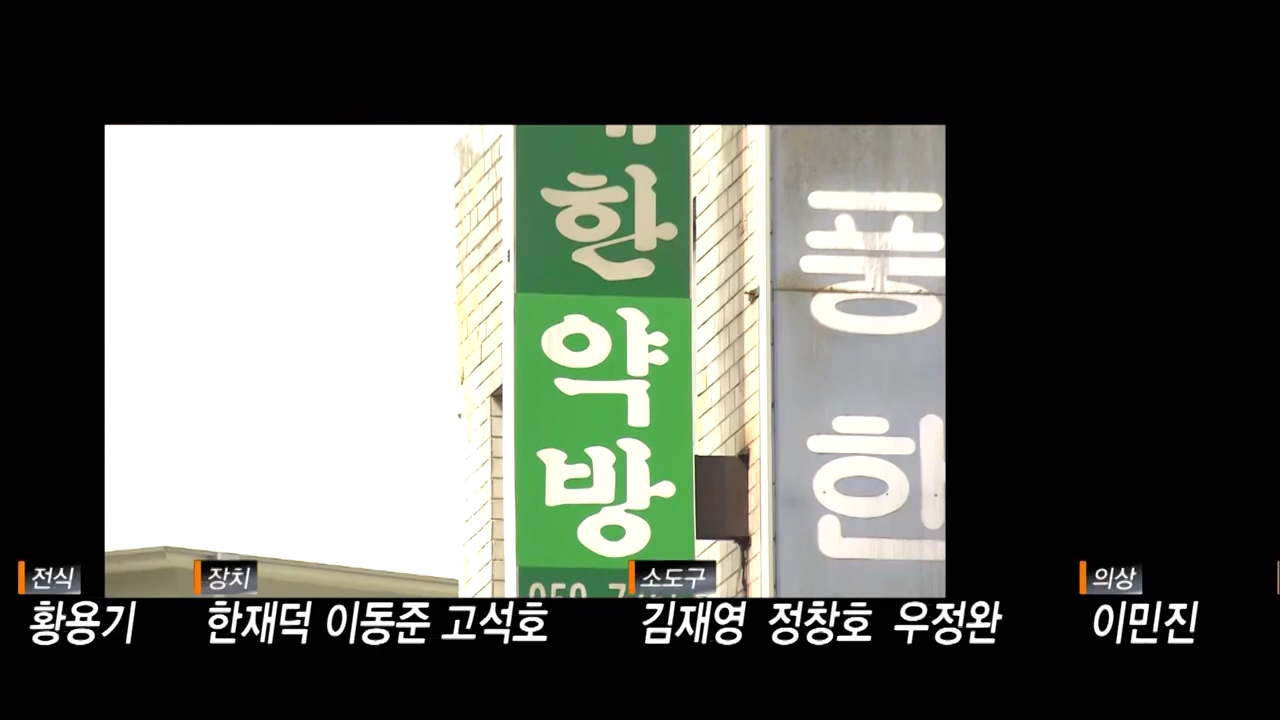 한
약
방
한
전식
장치
소도구
의상
황용기
한재덕 이동준 고석호
김재영 정창호 우정완
이민진